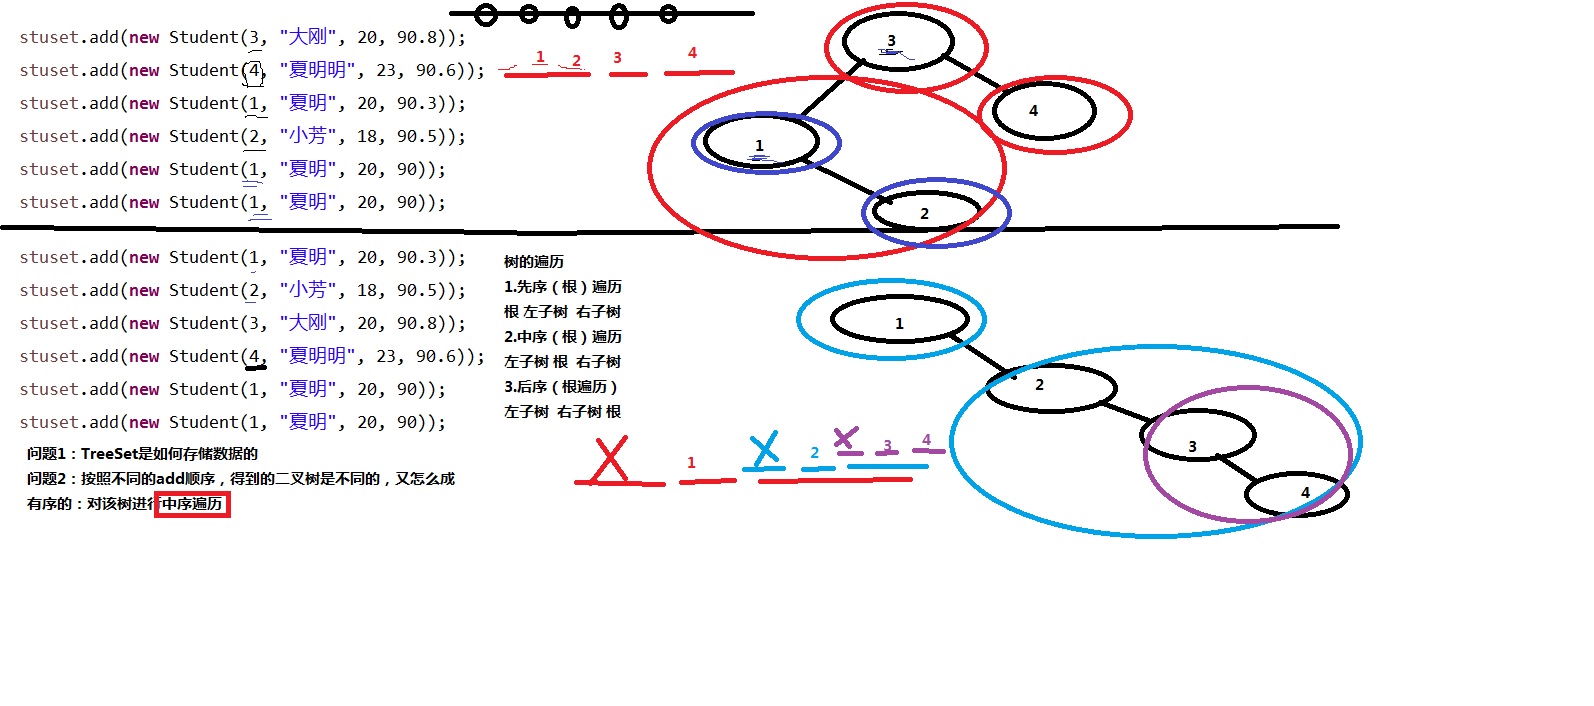 stuset.add(new Student(3, "大刚", 20, 90.8));
stuset.add(new Student(4, "夏明明", 23, 90.6));
stuset.add(new Student(1, "夏明", 20, 90.3));
stuset.add(new Student(2, "小芳", 18, 90.5));
stuset.add(new Student(1, "夏明", 20, 90));
stuset.add(new Student(1, "夏明", 20, 90));
1 2 3 4
3
4
1
2
stuset.add(new Student(1, "夏明", 20, 90.3));
stuset.add(new Student(2, "小芳", 18, 90.5));
stuset.add(new Student(3, "大刚", 20, 90.8));
stuset.add(new Student(4, "夏明明", 23, 90.6));
stuset.add(new Student(1, "夏明", 20, 90));
stuset.add(new Student(1, "夏明", 20, 90));
问题1：TreeSet是如何存储数据的
问题2：按照不同的add顺序，得到的二叉树是不同的，又怎么成
有序的：对该树进行中序遍历
树的遍历
1.先序（根）遍历
根 左子树 右子树
2.中序（根）遍历
左子树 根 右子树
3.后序（根遍历）
左子树 右子树 根
1 2 3 4
1
2
3
4